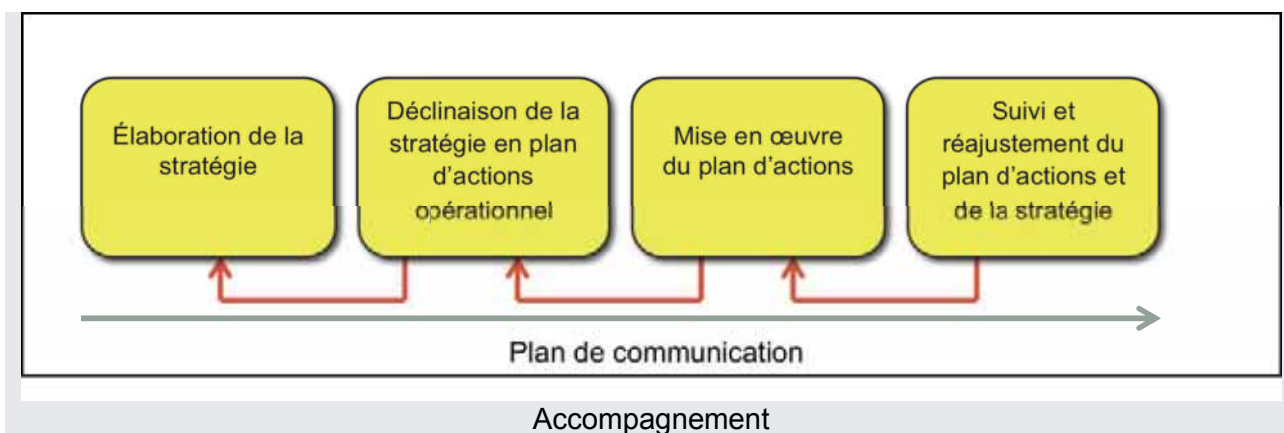 Élaboration de la
stratégie
Déclinaison de la
stratégie en plan
d'actions
opérationnel
Mise en œuvre
du plan d'actions
Suivi et
réajustement du
plan d'actions et
de la stratégie
Plan de communication
Accompagnement